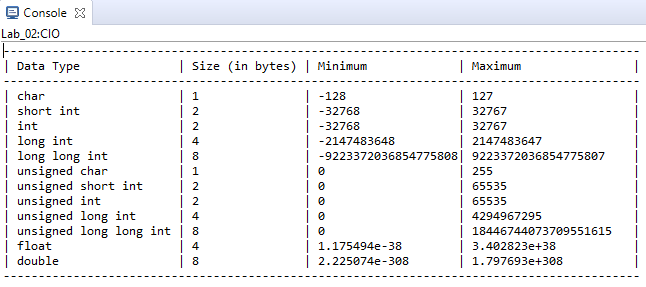 Console
Lab_02:CIO
--------------------------------------------------------------------------------------
| Data Type | Size (in bytes) | Minimum | Maximum |
--------------------------------------------------------------------------------------
| char | 1 | -128 | 127 |
| short int | 2 | -32768 | 32767 |
| int | 2 | -32768 | 32767 |
| long int | 4 | -2147483648 | 2147483647 |
| long long int | 8 | -9223372036854775808| 9223372036854775807 |
| unsigned char | 1 | 0 | 255 |
| unsigned short int | 2 | 0 | 65535 |
| unsigned int | 2 | 0 | 65535 |
| unsigned long int | 4 | 0 | 4294967295 |
| unsigned long long int | 8 | 0 | 18446744073709551615 |
| float | 4 | 1.175494e-38 | 3.402823e+38 |
| double | 8 | 2.225074e-308 | 1.797693e+308 |
--------------------------------------------------------------------------------------